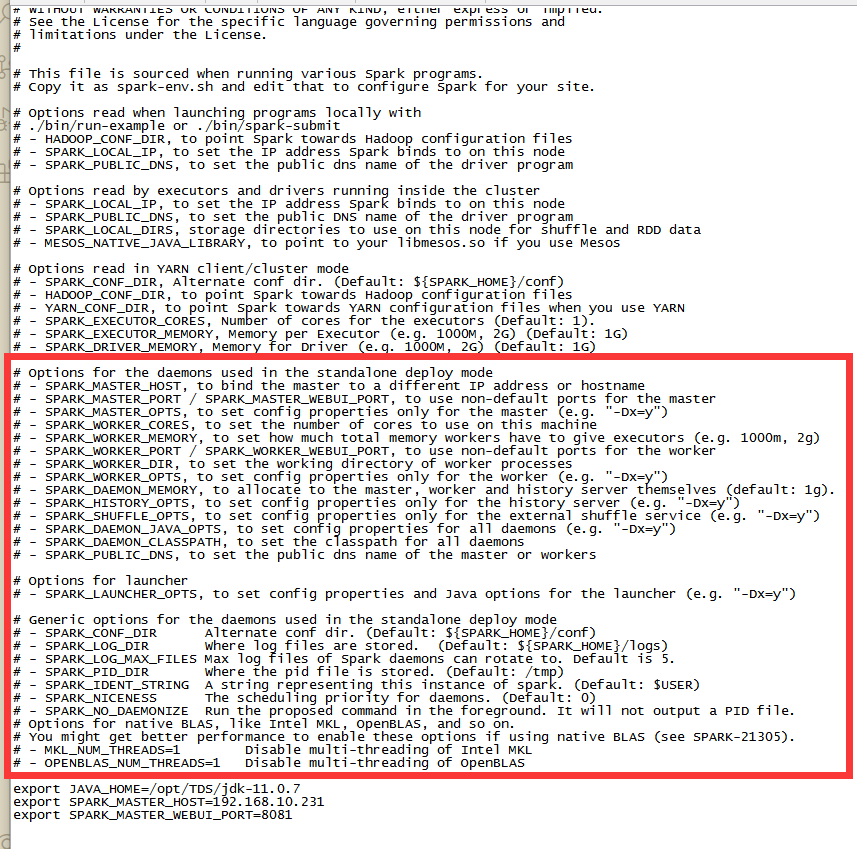 # WITHOUT WARRANTIES OR CONDITIONS OF ANY KIND, either express or implied.
# See the License for the specific language governing permissions and
# limitations under the License.
#
# This file is sourced when running various Spark programs.
# Copy it as spark-env.sh and edit that to configure Spark for your site.
# Options read when launching programs locally with
# ./bin/run-example or ./bin/spark-submit
# - HADOOP_CONF_DIR, to point Spark towards Hadoop configuration files
# - SPARK_LOCAL_IP, to set the IP address Spark binds to on this node
# - SPARK_PUBLIC_DNS, to set the public dns name of the driver program
# Options read by executors and drivers running inside the cluster
# - SPARK_LOCAL_IP, to set the IP address Spark binds to on this node
# - SPARK_PUBLIC_DNS, to set the public DNS name of the driver program
# - SPARK_LOCAL_DIRS, storage directories to use on this node for shuffle and RDD data
# - MESOS_NATIVE_JAVA_LIBRARY, to point to your libmesos.so if you use Mesos
# Options read in YARN client/cluster mode
# - SPARK_CONF_DIR, Alternate conf dir. (Default: ${SPARK_HOME}/conf)
# - HADOOP_CONF_DIR, to point Spark towards Hadoop configuration files
# - YARN_CONF_DIR, to point Spark towards YARN configuration files when you use YARN
# - SPARK_EXECUTOR_CORES, Number of cores for the executors (Default: 1).
# - SPARK_EXECUTOR_MEMORY, Memory per Executor (e.g. 1000M, 2G) (Default: 1G)
# - SPARK_DRIVER_MEMORY, Memory for Driver (e.g. 1000M, 2G) (Default: 1G)
# Options for the daemons used in the standalone deploy mode
# - SPARK_MASTER_HOST, to bind the master to a different IP address or hostname
# - SPARK_MASTER_PORT / SPARK_MASTER_WEBUI_PORT, to use non-default ports for the master
# - SPARK_MASTER_OPTS, to set config properties only for the master (e.g. "-Dx=y")
# - SPARK_WORKER_CORES, to set the number of cores to use on this machine
# - SPARK_WORKER_MEMORY, to set how much total memory workers have to give executors (e.g. 1000m, 2g)
# - SPARK_WORKER_PORT / SPARK_WORKER_WEBUI_PORT, to use non-default ports for the worker
# - SPARK_WORKER_DIR, to set the working directory of worker processes
# - SPARK_WORKER_OPTS, to set config properties only for the worker (e.g. "-Dx=y")
# - SPARK_DAEMON_MEMORY, to allocate to the master, worker and history server themselves (default: 1g).
# - SPARK_HISTORY_OPTS, to set config properties only for the history server (e.g. "-Dx=y")
# - SPARK_SHUFFLE_OPTS, to set config properties only for the external shuffle service (e.g. "-Dx=y")
# - SPARK_DAEMON_JAVA_OPTS, to set config properties for all daemons (e.g. "-Dx=y")
# - SPARK_DAEMON_CLASSPATH, to set the classpath for all daemons
# - SPARK_PUBLIC_DNS, to set the public dns name of the master or workers
# Options for launcher
# - SPARK_LAUNCHER_OPTS, to set config properties and Java options for the launcher (e.g. "-Dx=y")
# Generic options for the daemons used in the standalone deploy mode
# - SPARK_CONF_DIR      Alternate conf dir. (Default: ${SPARK_HOME}/conf)
# - SPARK_LOG_DIR       Where log files are stored.  (Default: ${SPARK_HOME}/logs)
# - SPARK_LOG_MAX_FILES Max log files of Spark daemons can rotate to. Default is 5.
# - SPARK_PID_DIR       Where the pid file is stored. (Default: /tmp)
# - SPARK_IDENT_STRING  A string representing this instance of spark. (Default: $USER)
# - SPARK_NICENESS      The scheduling priority for daemons. (Default: 0)
# - SPARK_NO_DAEMONIZE  Run the proposed command in the foreground. It will not output a PID file.
# Options for native BLAS, like Intel MKL, OpenBLAS, and so on.
# You might get better performance to enable these options if using native BLAS (see SPARK-21305).
# - MKL_NUM_THREADS=1        Disable multi-threading of Intel MKL
# - OPENBLAS_NUM_THREADS=1   Disable multi-threading of OpenBLAS
export JAVA_HOME=/opt/TDS/jdk-11.0.7
export SPARK_MASTER_HOST=192.168.10.231
export SPARK_MASTER_WEBUI_PORT=8081